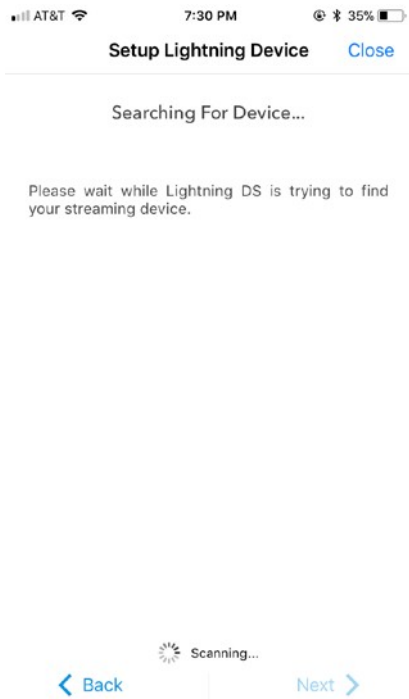 AT&T 7:30 PM 35%
Setup Lightning Device Close
Searching For Device...
Please wait while Lightning DS is trying to find
your streaming device.
Scanning...
Back Next